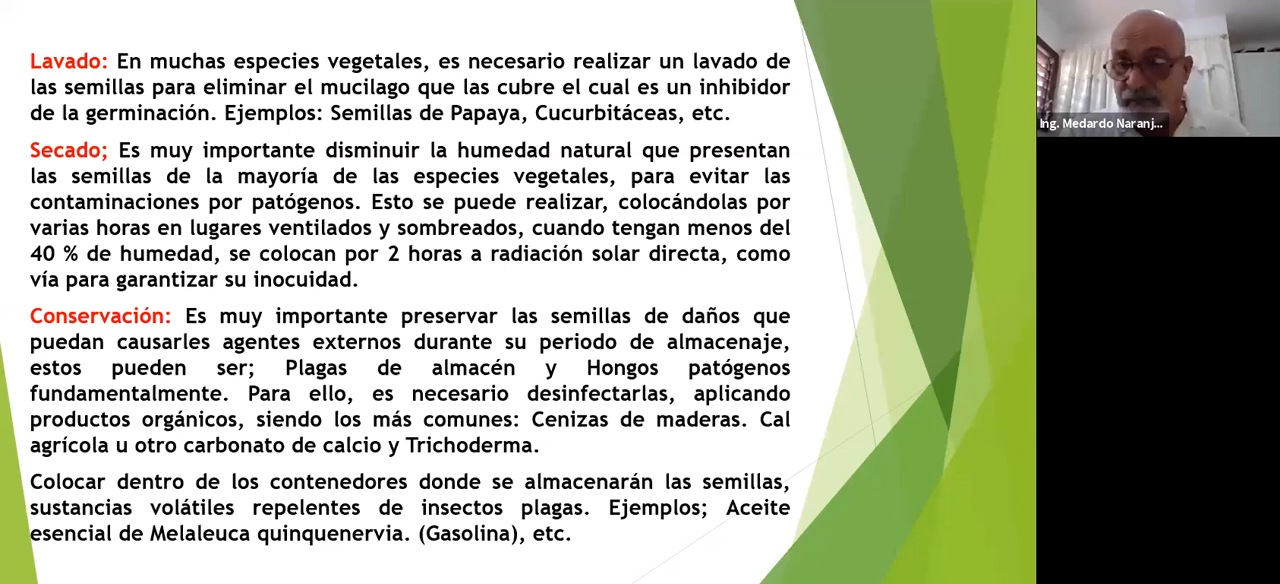 Lavado: En muchas especies vegetales, es necesario realizar un lavado de
las semillas para eliminar el mucilago que las cubre el cual es un inhibidor
de la germinación. Ejemplos: Semillas de Papaya, Cucurbitáceas, etc.
Secado; Es muy importante disminuir la humedad natural que presentan
las semillas de la mayoría de las especies vegetales, para evitar las
contaminaciones por patógenos. Esto se puede realizar, colocándolas por
varias horas en lugares ventilados y sombreados, cuando tengan menos del
40 % de humedad, se colocan por 2 horas a radiación solar directa, como
vía para garantizar su inocuidad.
Conservación: Es muy importante preservar las semillas de daños que
puedan causarles agentes externos durante su periodo de almacenaje,
estos pueden ser; Plagas de almacén y Hongos patógenos
fundamentalmente. Para ello, es necesario desinfectarlas, aplicando
productos orgánicos, siendo los más comunes: Cenizas de maderas. Cal
agrícola u otro carbonato de calcio y Trichoderma.
Colocar dentro de los contenedores donde se almacenarán las semillas,
sustancias volátiles repelentes de insectos plagas. Ejemplos; Aceite
esencial de Melaleuca quinquenervia. (Gasolina), etc.
Ing. Medardo Naranj...